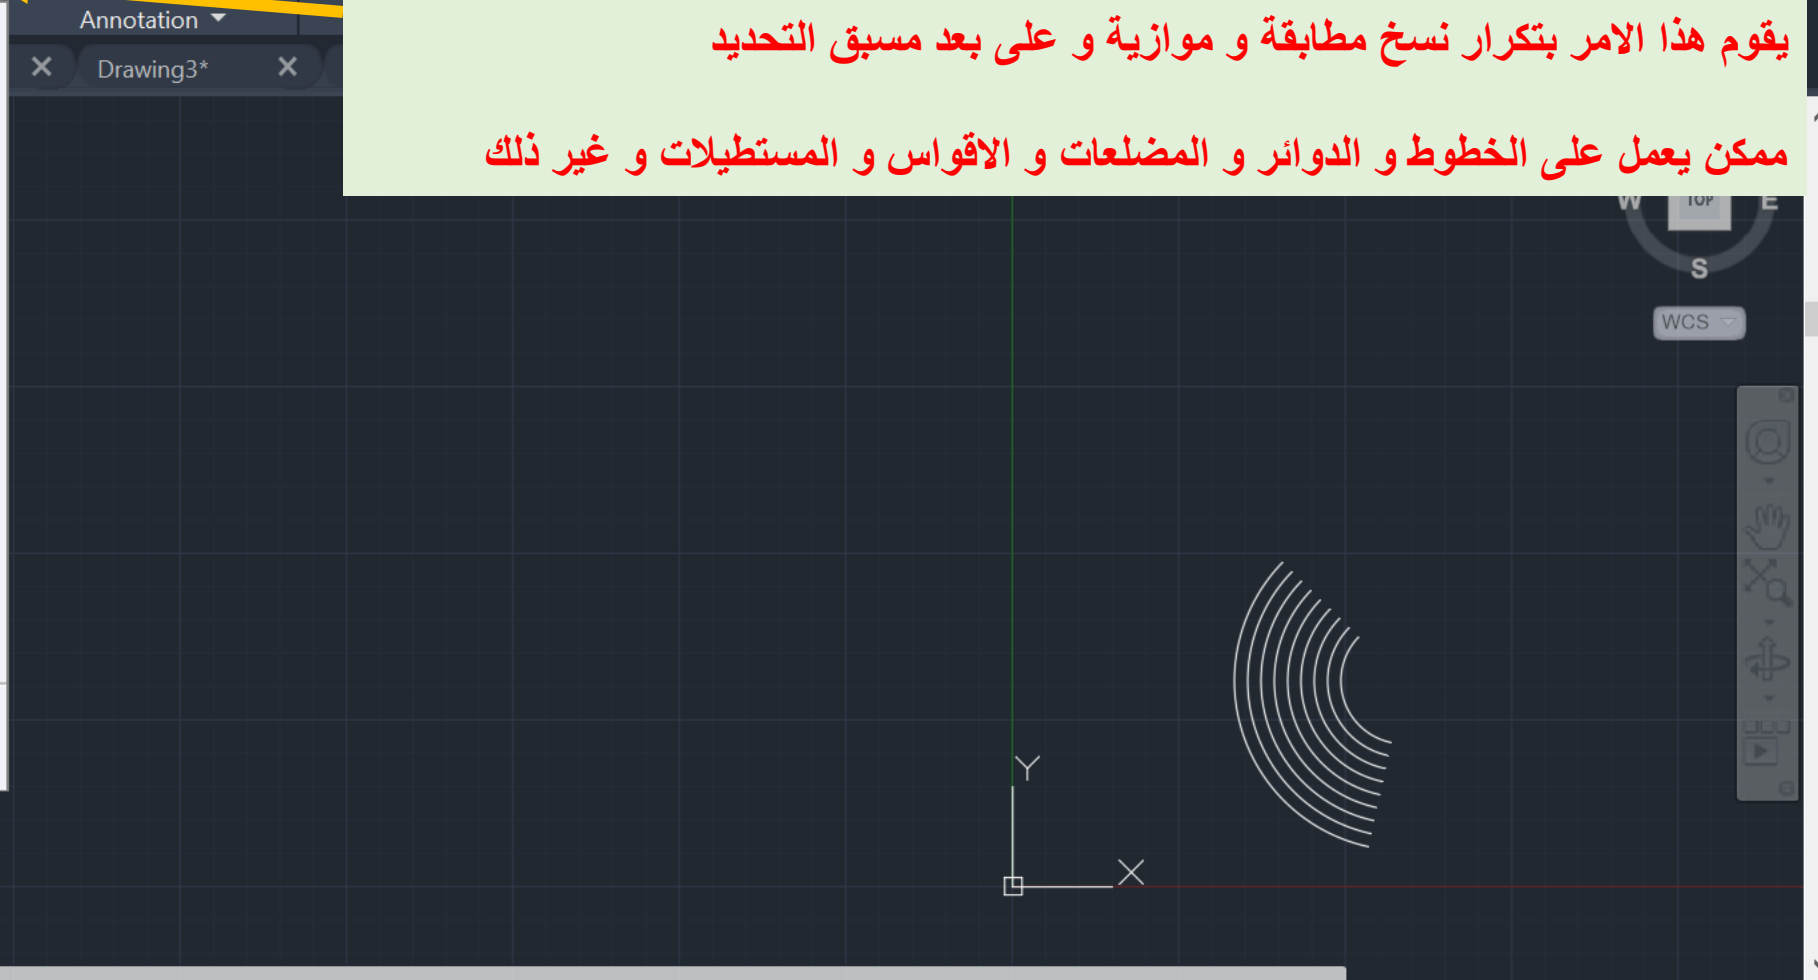 Annotation
يقوم هذا الامر بتكرار نسخ مطابقة و موازية و على بعد مسبق التحديد
Drawing3*
ممكن يعمل على الخطوط و الدوائر و المضلعات و الاقواس و المستطيلات و غير ذلك
W TOP E
S
WCS
Y
X